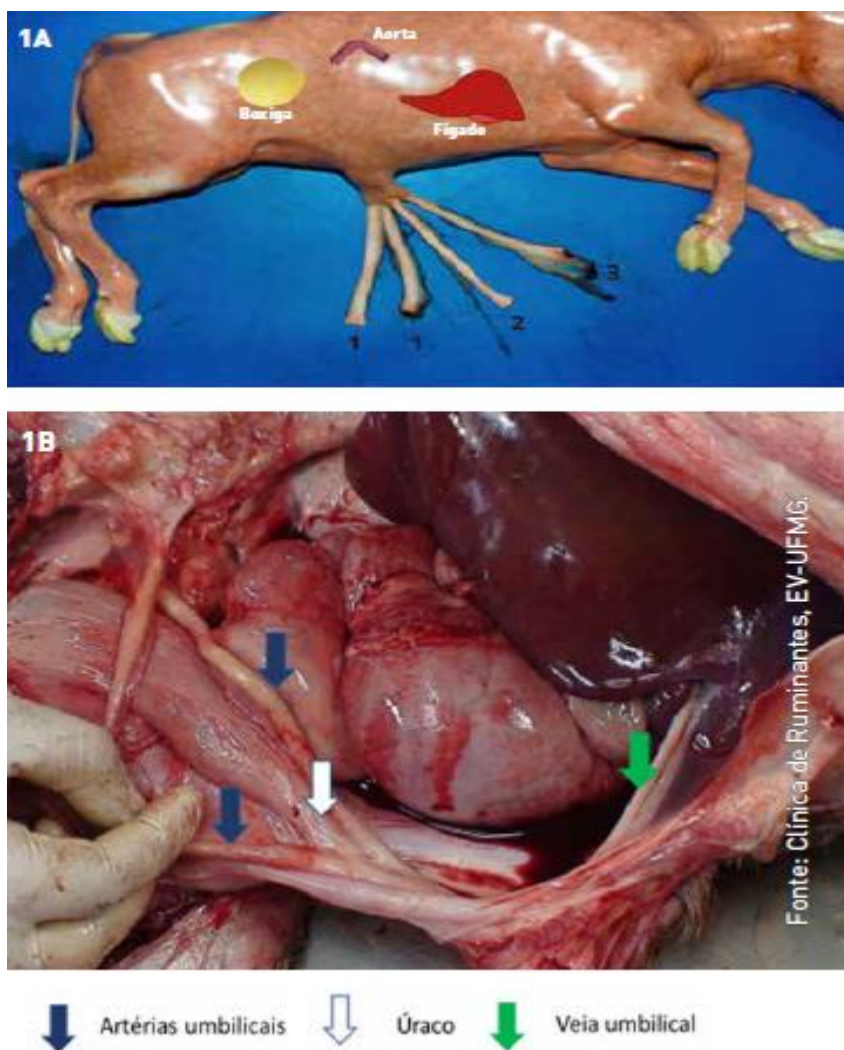 1A
Aorta
Bexiga
Fígado
1
1
2
3
1B
Fonte: Clínica de Ruminantes, EV-UFMG.
Artérias umbilicais
Úraco
Veia umbilical